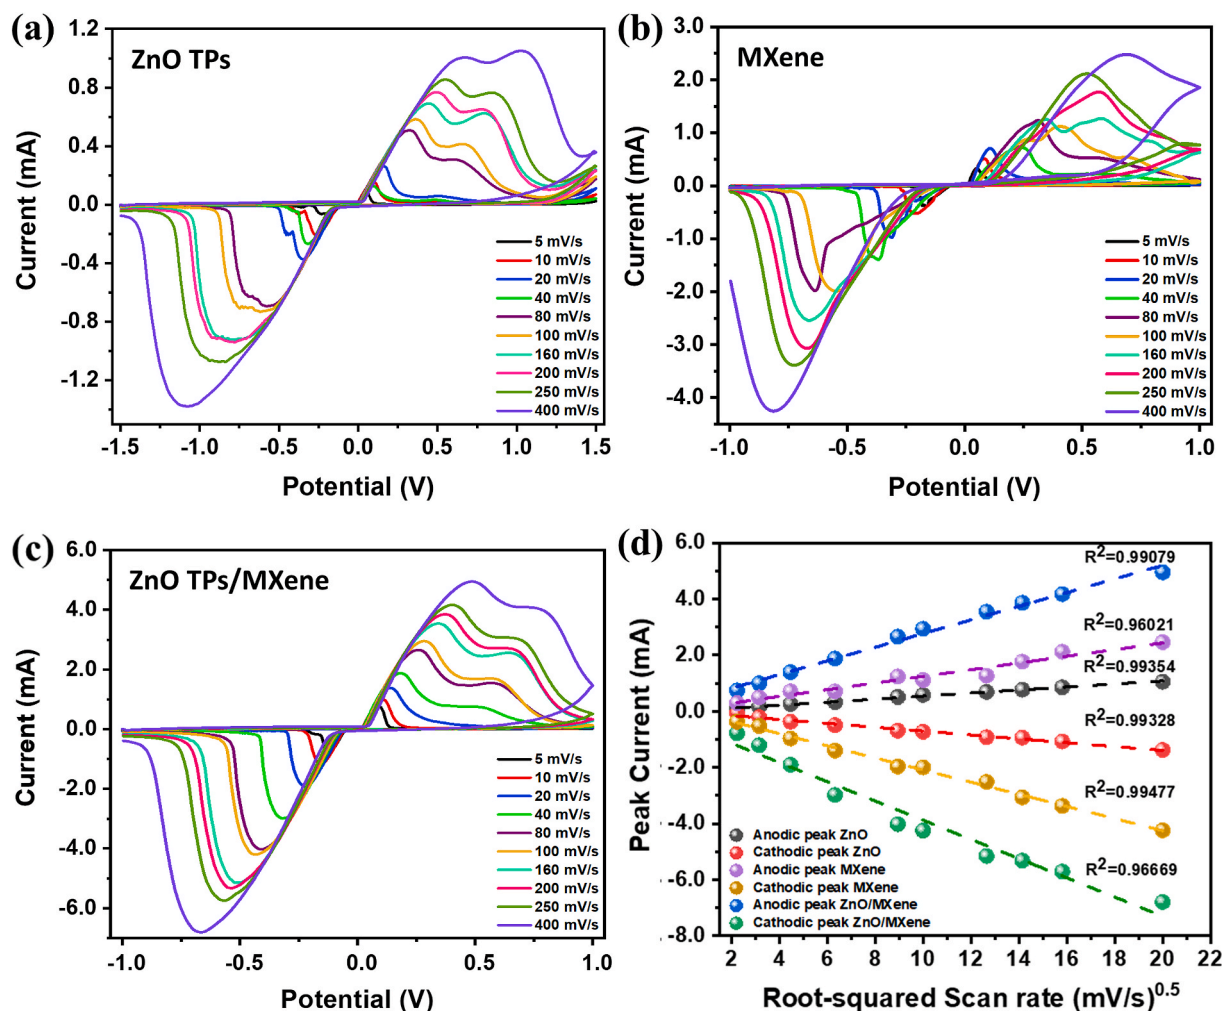 (a)
ZnO TPs
Current (mA)
1.2
0.8
0.4
0.0
-0.4
-0.8
-1.2
5 mV/s
10 mV/s
20 mV/s
40 mV/s
80 mV/s
100 mV/s
160 mV/s
200 mV/s
250 mV/s
400 mV/s
-1.5 -1.0 -0.5 0.0 0.5 1.0 1.5
Potential (V)
(b)
MXene
Current (mA)
3.0
2.0
1.0
0.0
-1.0
-2.0
-3.0
-4.0
5 mV/s
10 mV/s
20 mV/s
40 mV/s
80 mV/s
100 mV/s
160 mV/s
200 mV/s
250 mV/s
400 mV/s
-1.0 -0.5 0.0 0.5 1.0
Potential (V)
(c)
ZnO TPs/MXene
Current (mA)
6.0
4.0
2.0
0.0
-2.0
-4.0
-6.0
5 mV/s
10 mV/s
20 mV/s
40 mV/s
80 mV/s
100 mV/s
160 mV/s
200 mV/s
250 mV/s
400 mV/s
-1.0 -0.5 0.0 0.5 1.0
Potential (V)
(d)
Peak Current (mA)
6.0
4.0
2.0
0.0
-2.0
-4.0
-6.0
-8.0
R²=0.99079
R²=0.96021
R²=0.99354
R²=0.99328
R²=0.99477
R²=0.96669
Anodic peak ZnO
Cathodic peak ZnO
Anodic peak MXene
Cathodic peak MXene
Anodic peak ZnO/MXene
Cathodic peak ZnO/MXene
2 4 6 8 10 12 14 16 18 20 22
Root-squared Scan rate (mV/s)⁰·⁵